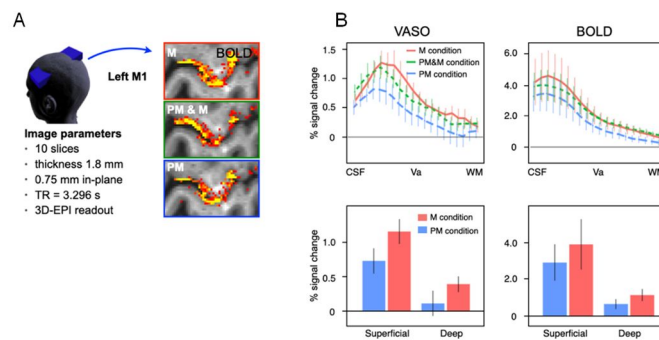 A
BOLD
M
Left M1
PM & M
PM
Image parameters
· 10 slices
· thickness 1.8 mm
· 0.75 mm in-plane
· TR = 3.296 s
· 3D-EPI readout
B
VASO
BOLD
% signal change
1.5
1.0
0.5
0
M condition
PM&M condition
PM condition
CSF
Va
WM
6.0
4.0
2.0
0
CSF
Va
WM
% signal change
1.0
0.5
0
M condition
PM condition
Superficial
Deep
4.0
2.0
0.0
Superficial
Deep